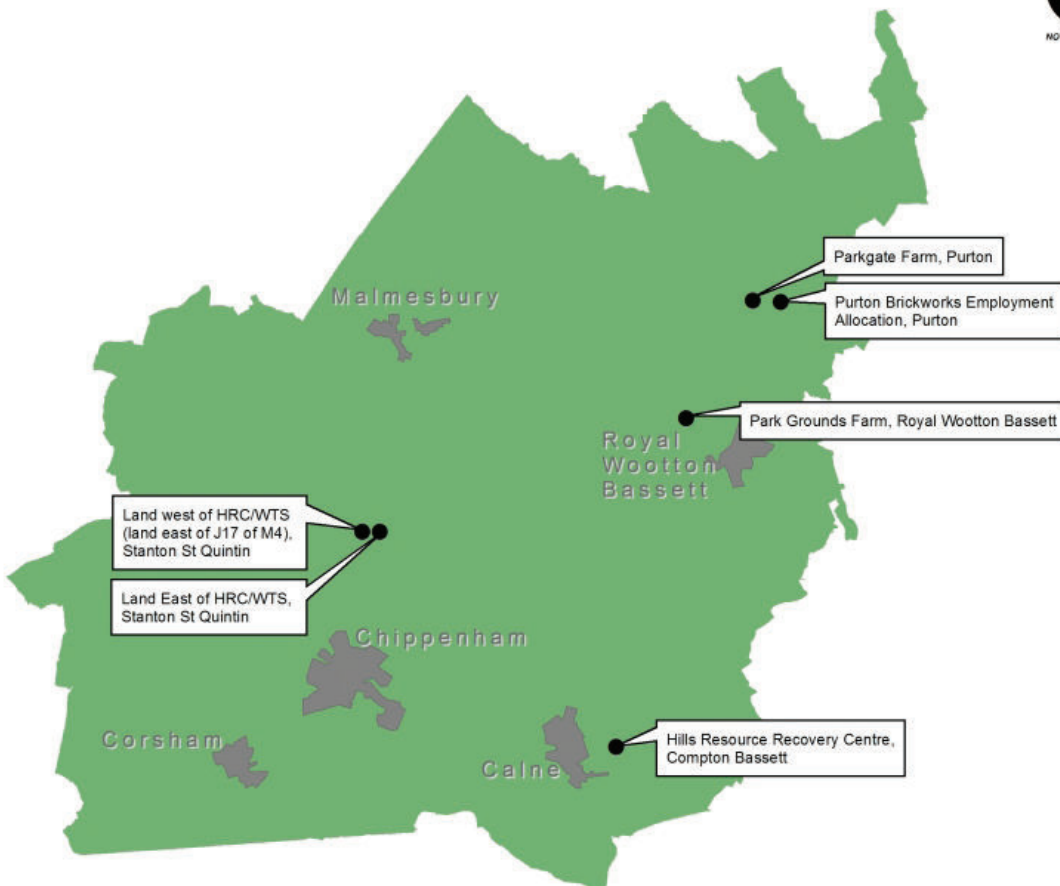 NO
Parkgate Farm, Purton
Malmesbury
Purton Brickworks Employment
Allocation, Purton
Park Grounds Farm, Royal Wootton Bassett
Royal
Wootton
Bassett
Land west of HRC/WTS
(land east of J17 of M4),
Stanton St Quintin
Land East of HRC/WTS,
Stanton St Quintin
Chippenham
Corsham
Hills Resource Recovery Centre,
Compton Bassett
Calne